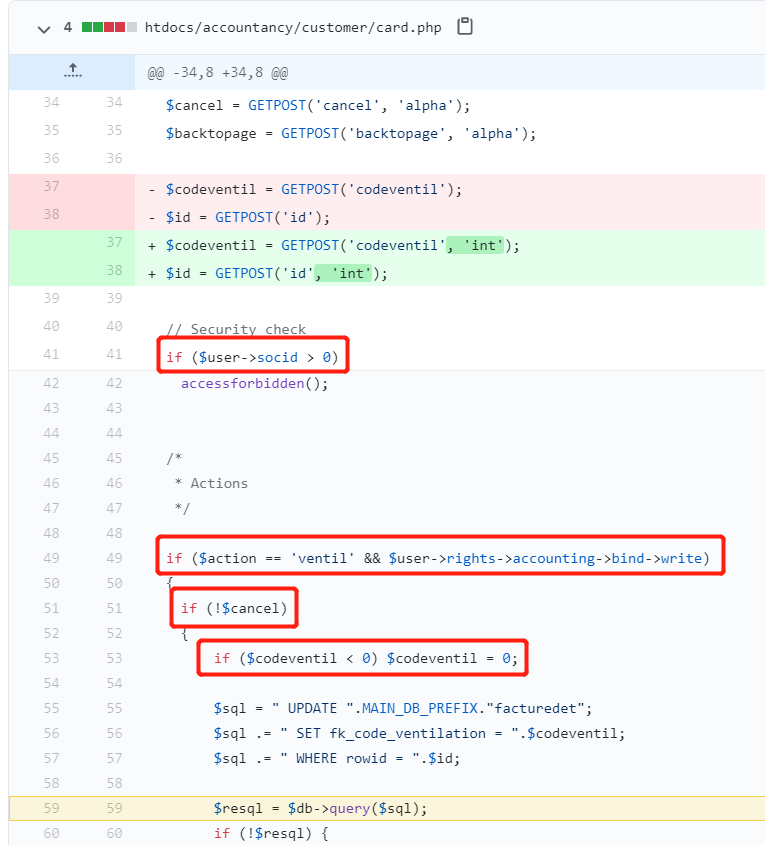 4 htdocs/accountancy/customer/card.php
@@ -34,8 +34,8 @@
34 34 $cancel = GETPOST('cancel', 'alpha');
35 35 $backtopage = GETPOST('backtopage', 'alpha');
36 36
37 - $codeventil = GETPOST('codeventil');
38 - $id = GETPOST('id');
37 + $codeventil = GETPOST('codeventil', 'int');
38 + $id = GETPOST('id', 'int');
39 39
40 40 // Security check
41 41 if ($user->socid > 0)
42 42 accessforbidden();
43 43
44 44
45 45 /*
46 46 * Actions
47 47 */
48 48
49 49 if ($action == 'ventil' && $user->rights->accounting->bind->write)
50 50 {
51 51 if (!$cancel)
52 52 {
53 53 if ($codeventil < 0) $codeventil = 0;
54 54
55 55 $sql = " UPDATE ".MAIN_DB_PREFIX."facturedet";
56 56 $sql .= " SET fk_code_ventilation = ".$codeventil;
57 57 $sql .= " WHERE rowid = ".$id;
58 58
59 59 $resql = $db->query($sql);
60 60 if (!$resql) {